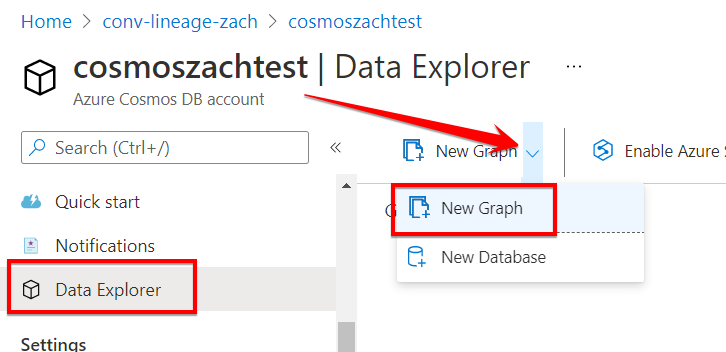 Home > conv-lineage-zach > cosmoszachtest
cosmoszachtest | Data Explorer ...
Azure Cosmos DB account
Search (Ctrl+/) «
New Graph Enable Azure S
Quick start
New Graph
Notifications
New Database
Data Explorer
Settings